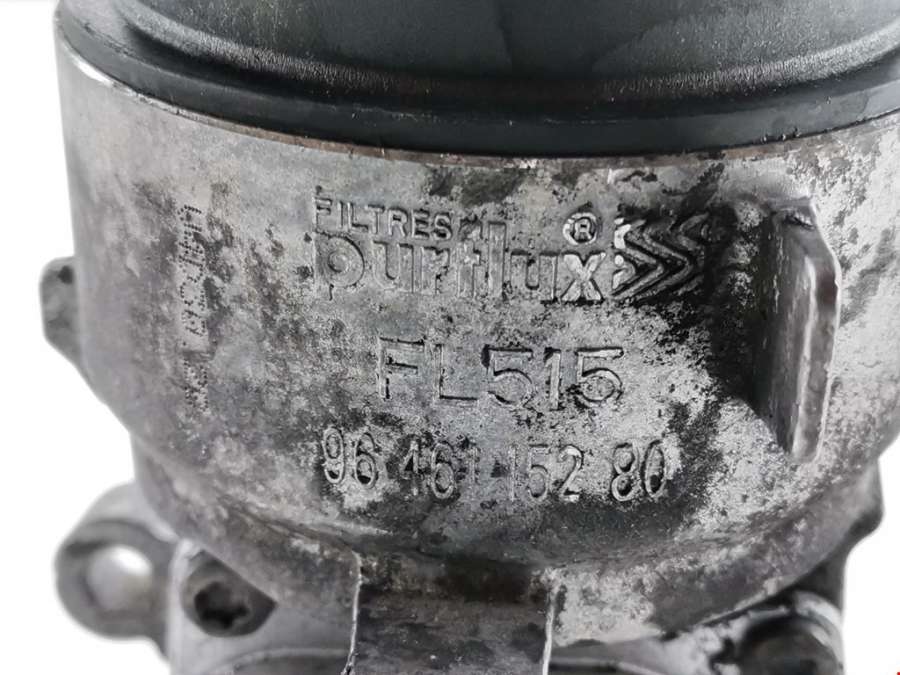 FILTRES
purflux®
FL515
96 461 152 80